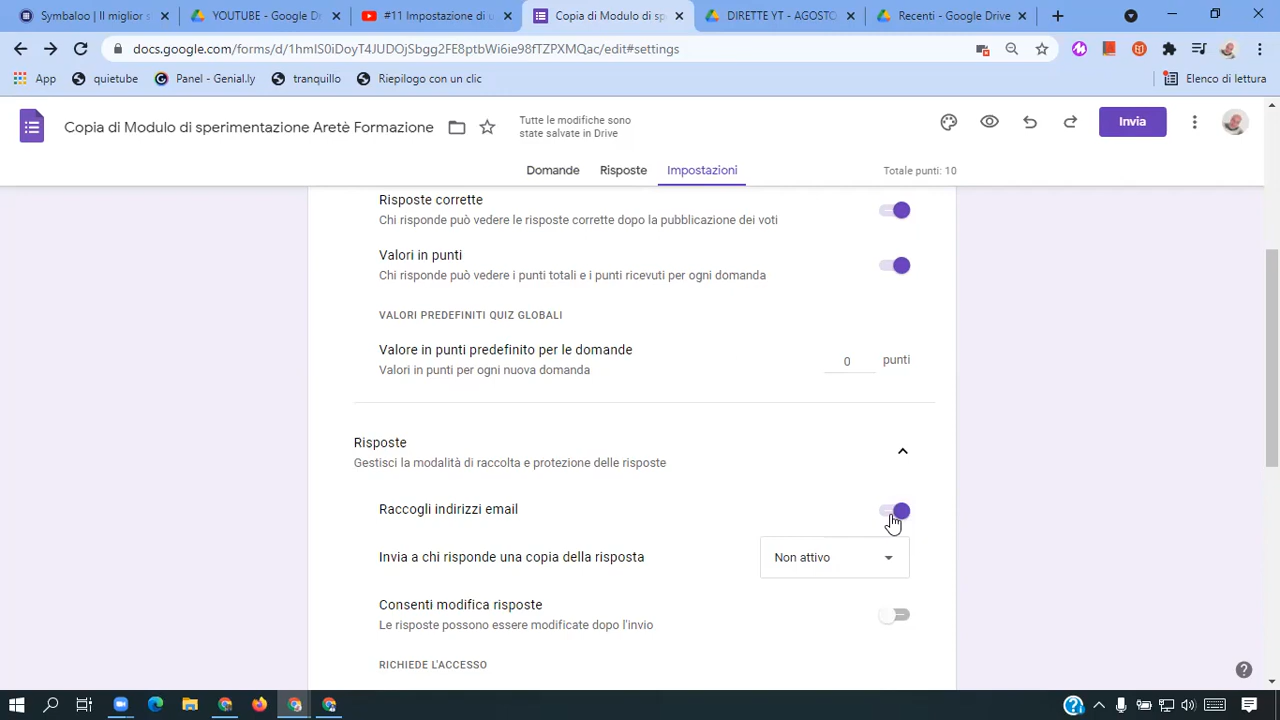 Symbaloo | Il miglior s
YOUTUBE - Google D
#11 Impostazione di u
Copia di Modulo di sp
DIRETTE YT - AGOSTO
Recenti - Google Drive
docs.google.com/forms/d/1hmIS0iDoyT4JUDOjSbgg2FE8ptbWi6ie98fTZPXMQac/edit#settings
App
quietube
Panel - Genial.ly
tranquillo
Riepilogo con un clic
Elenco di lettura
Copia di Modulo di sperimentazione Aretè Formazione
Tutte le modifiche sono
state salvate in Drive
Invia
Domande
Risposte
Impostazioni
Totale punti: 10
Risposte corrette
Chi risponde può vedere le risposte corrette dopo la pubblicazione dei voti
Valori in punti
Chi risponde può vedere i punti totali e i punti ricevuti per ogni domanda
VALORI PREDEFINITI QUIZ GLOBALI
Valore in punti predefinito per le domande
0 punti
Valori in punti per ogni nuova domanda
Risposte
Gestisci la modalità di raccolta e protezione delle risposte
Raccogli indirizzi email
Invia a chi risponde una copia della risposta
Non attivo
Consenti modifica risposte
Le risposte possono essere modificate dopo l'invio
RICHIEDE L'ACCESSO